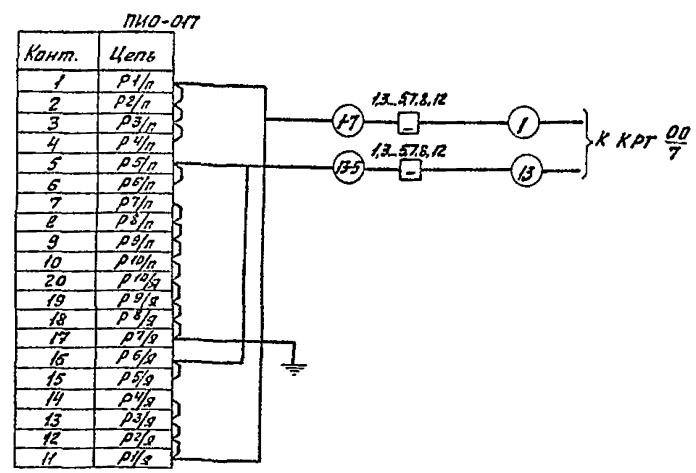 ПИО-017
Конт. Цепь
1 Р1/п
2 Р2/п
3 Р3/п
4 Р4/п
5 Р5/п
6 Р6/п
7 Р7/п
8 Р8/п
9 Р9/п
10 Р10/п
20 Р10/я
19 Р9/я
18 Р8/я
17 Р7/я
16 Р6/я
15 Р5/я
14 Р4/я
13 Р3/я
12 Р2/я
11 Р1/я
1,3...5,7,8,12
1-7 – 1
1,3...5,7,8,12
13-5 – 13
К КРТ 00/7